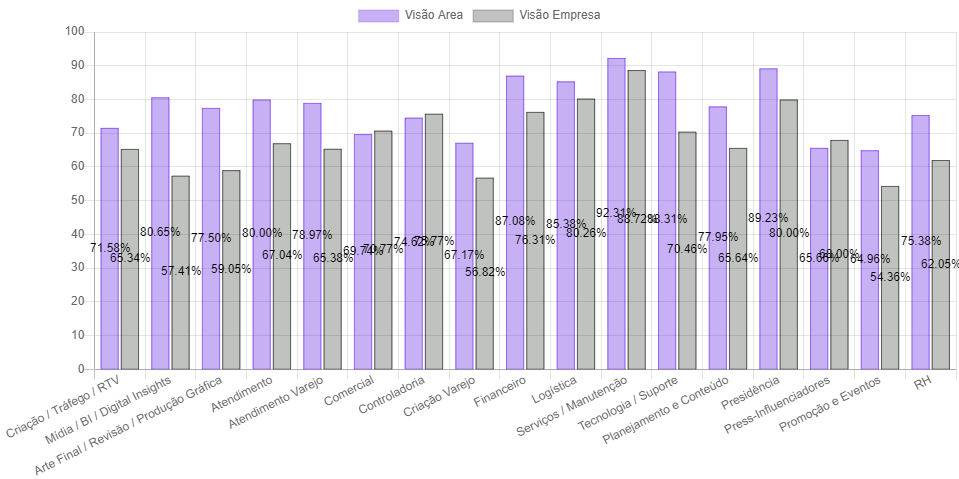 Visão Area
Visão Empresa
100
90
80
70
60
50
40
30
20
10
0
71.58%
65.34%
80.65%
57.41%
77.50%
59.05%
80.00%
67.04%
78.97%
65.38%
69.74%
70.77%
74.62%
75.77%
67.17%
56.82%
87.08%
76.31%
85.38%
80.26%
92.31%
88.72%
88.31%
70.46%
77.95%
65.64%
89.23%
80.00%
65.66%
68.00%
64.96%
54.36%
75.38%
62.05%
Criação / Tráfego / RTV
Mídia / BI / Digital Insights
Arte Final / Revisão / Produção Gráfica
Atendimento
Atendimento Varejo
Comercial
Controladoria
Criação Varejo
Financeiro
Logística
Serviços / Manutenção
Tecnologia / Suporte
Planejamento e Conteúdo
Presidência
Press-Influenciadores
Promoção e Eventos
RH